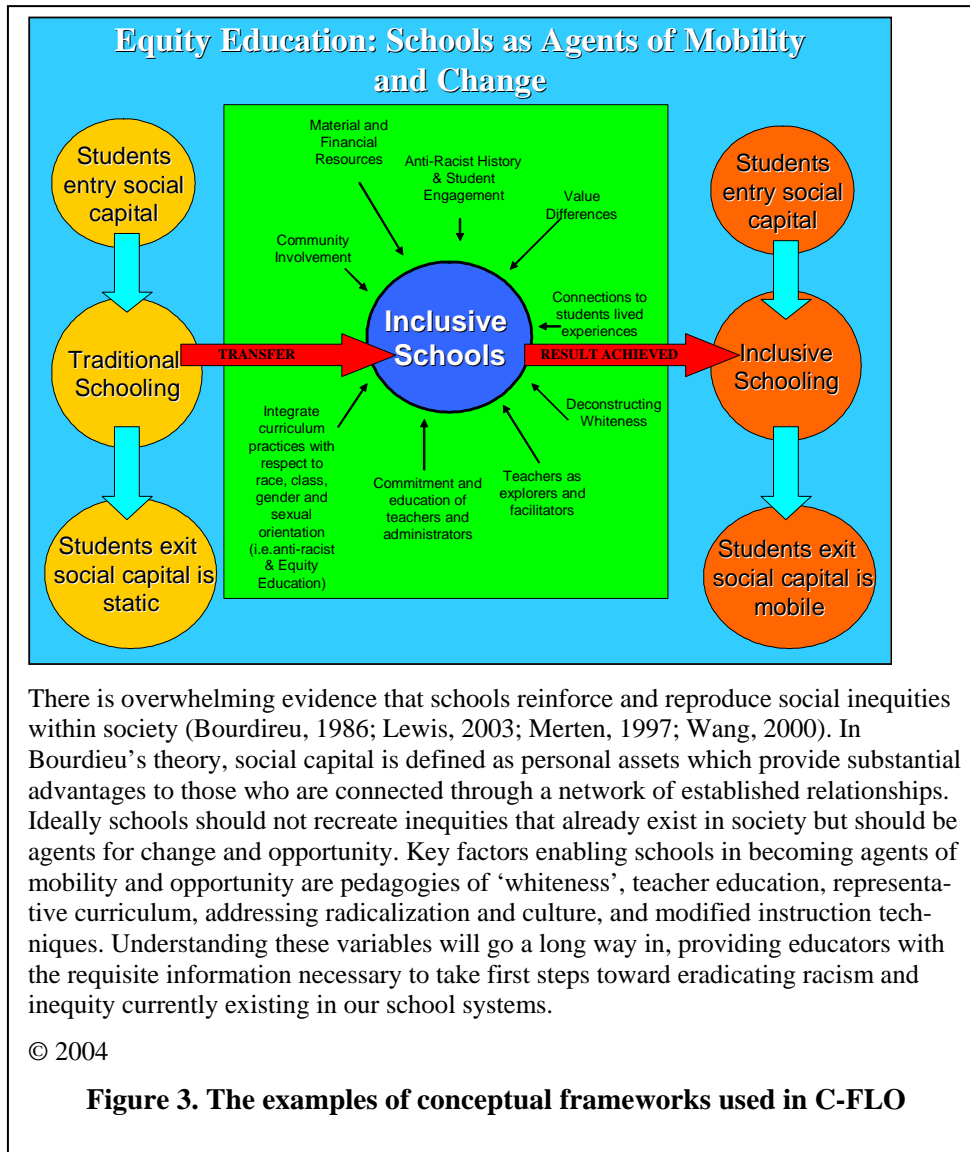 Equity Education: Schools as Agents of Mobility
and Change
Students
entry social
capital
Traditional
Schooling
Students exit
social capital is
static
TRANSFER
Material and
Financial
Resources
Anti-Racist History
& Student
Engagement
Value
Differences
Community
Involvement
Connections to
students lived
experiences
Inclusive
Schools
RESULT ACHIEVED
Deconstructing
Whiteness
Integrate
curriculum
practices with
respect to
race, class,
gender and
sexual
orientation
(i.e.anti-racist
& Equity
Education)
Commitment and
education of
teachers and
administrators
Teachers as
explorers and
facilitators
Students
entry social
capital
Inclusive
Schooling
Students exit
social capital is
mobile
There is overwhelming evidence that schools reinforce and reproduce social inequities
within society (Bourdireu, 1986; Lewis, 2003; Merten, 1997; Wang, 2000). In
Bourdieu’s theory, social capital is defined as personal assets which provide substantial
advantages to those who are connected through a network of established relationships.
Ideally schools should not recreate inequities that already exist in society but should be
agents for change and opportunity. Key factors enabling schools in becoming agents of
mobility and opportunity are pedagogies of ‘whiteness’, teacher education, representa-
tive curriculum, addressing radicalization and culture, and modified instruction tech-
niques. Understanding these variables will go a long way in, providing educators with
the requisite information necessary to take first steps toward eradicating racism and
inequity currently existing in our school systems.
© 2004
Figure 3. The examples of conceptual frameworks used in C-FLO